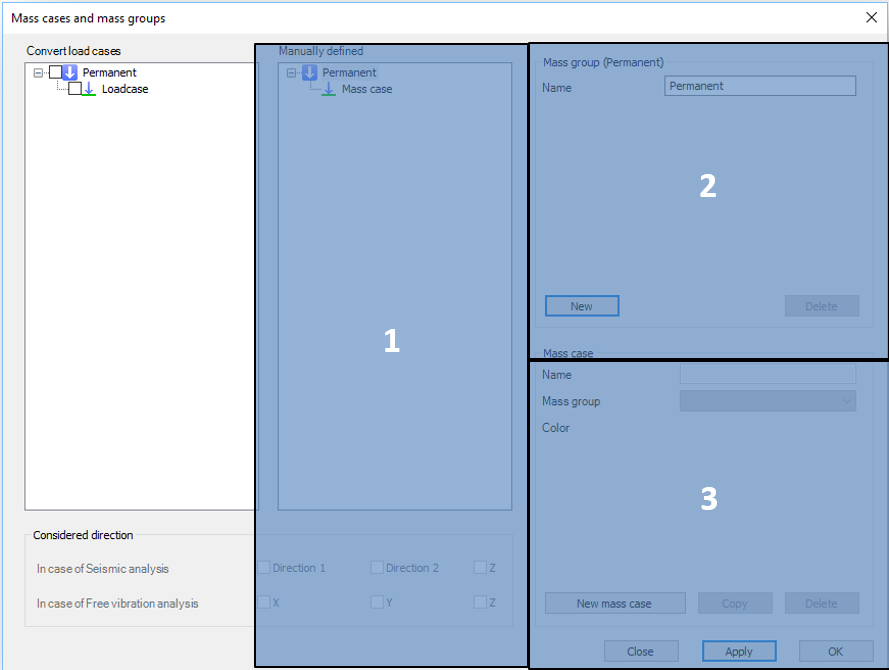 Mass cases and mass groups
Convert load cases
Permanent
Loadcase
Manually defined
Permanent
Mass case
1
Mass group (Permanent)
Name Permanent
2
New Delete
Mass case
Name
Mass group
Color
3
New mass case Copy Delete
Considered direction
In case of Seismic analysis Direction 1 Direction 2 Z
In case of Free vibration analysis X Y Z
Close Apply OK